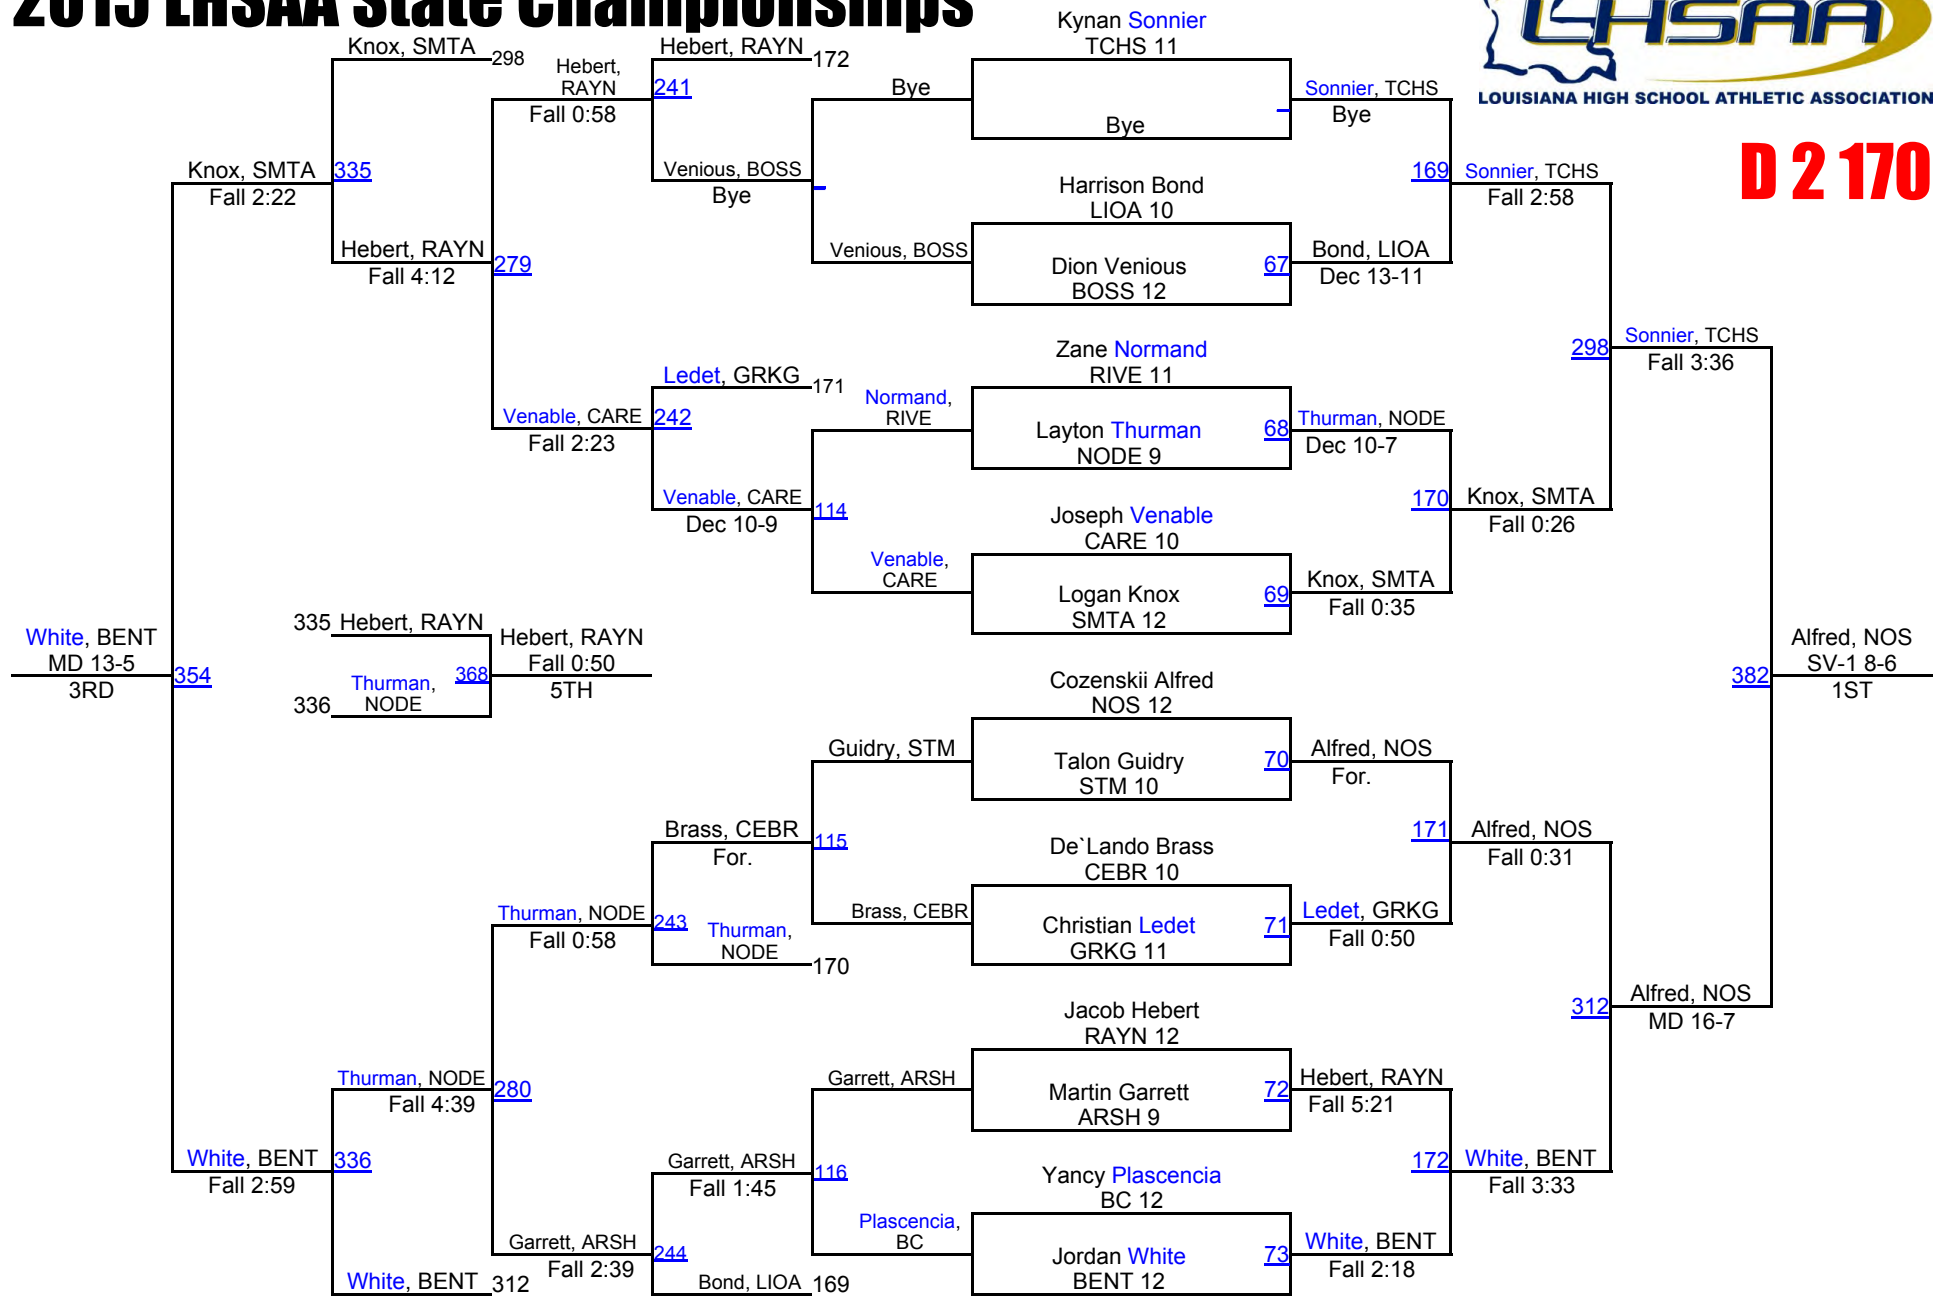 2015 LHSAA State Championships
LHSAA
LOUISIANA HIGH SCHOOL ATHLETIC ASSOCIATION
D 2 170
Kynan Sonnier
TCHS 11
Bye
Harrison Bond
LIOA 10
Dion Venious
BOSS 12
67
Zane Normand
RIVE 11
Layton Thurman
NODE 9
68
Joseph Venable
CARE 10
Logan Knox
SMTA 12
69
Cozenskii Alfred
NOS 12
Talon Guidry
STM 10
70
De`Lando Brass
CEBR 10
Christian Ledet
GRKG 11
71
Jacob Hebert
RAYN 12
Martin Garrett
ARSH 9
72
Yancy Plascencia
BC 12
Jordan White
BENT 12
73
Sonnier, TCHS
Bye
169
Bond, LIOA
Dec 13-11
Thurman, NODE
Dec 10-7
170
Knox, SMTA
Fall 0:35
Alfred, NOS
For.
171
Ledet, GRKG
Fall 0:50
Hebert, RAYN
Fall 5:21
172
White, BENT
Fall 2:18
Sonnier, TCHS
Fall 2:58
298
Knox, SMTA
Fall 0:26
Alfred, NOS
Fall 0:31
312
White, BENT
Fall 3:33
Sonnier, TCHS
Fall 3:36
382
Alfred, NOS
MD 16-7
Alfred, NOS
SV-1 8-6
1ST
Bye
Venious, BOSS
Normand,
RIVE
114
Venable,
CARE
Guidry, STM
115
Brass, CEBR
Garrett, ARSH
116
Plascencia,
BC
Hebert, RAYN
172
241
Venious, BOSS
Bye
Ledet, GRKG
171
242
Venable, CARE
Dec 10-9
Brass, CEBR
For.
243
Thurman,
NODE
170
Garrett, ARSH
Fall 1:45
244
Bond, LIOA
169
Hebert,
RAYN
Fall 0:58
279
Venable, CARE
Fall 2:23
Thurman, NODE
Fall 0:58
280
Garrett, ARSH
Fall 2:39
Knox, SMTA
298
335
Hebert, RAYN
Fall 4:12
335 Hebert, RAYN
368
336
Thurman,
NODE
Hebert, RAYN
Fall 0:50
5TH
Thurman, NODE
Fall 4:39
336
White, BENT
312
Knox, SMTA
Fall 2:22
354
White, BENT
Fall 2:59
White, BENT
MD 13-5
3RD